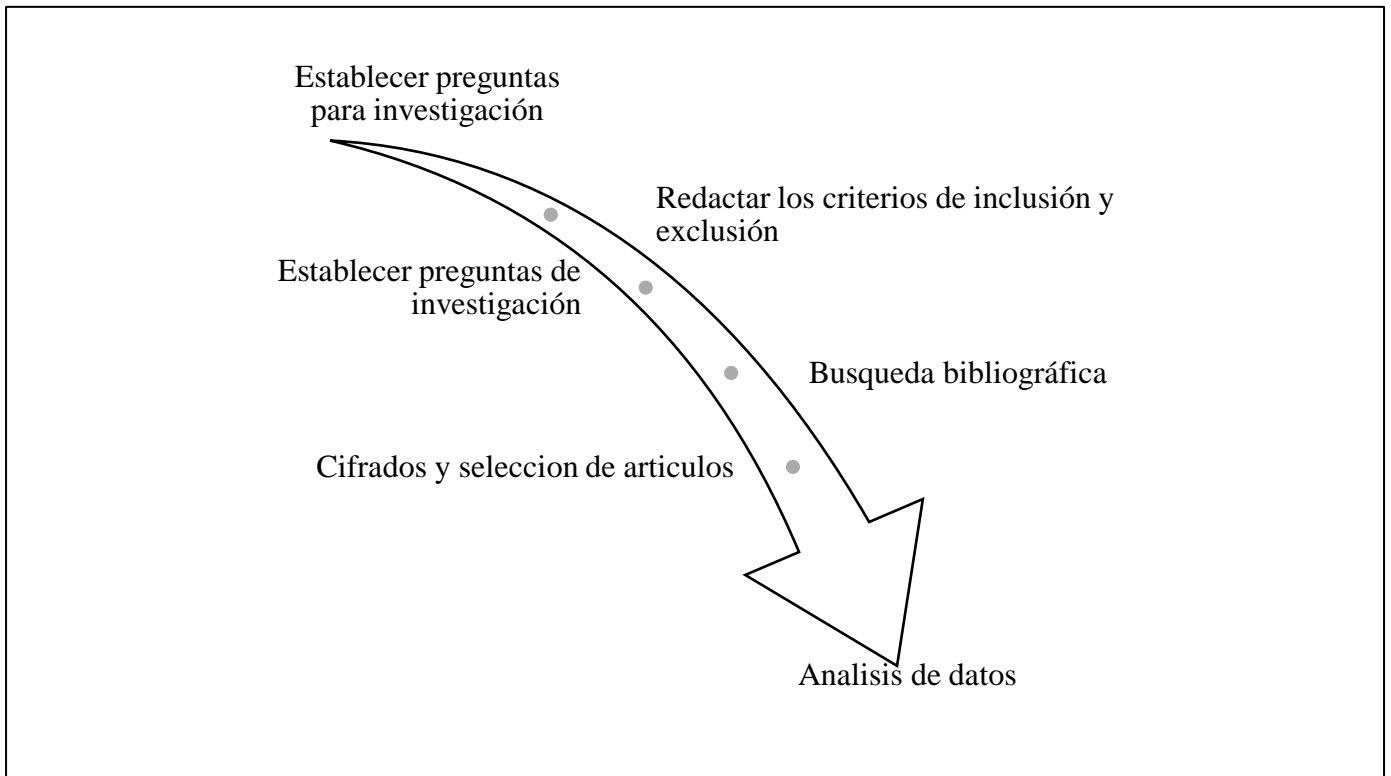 Establecer preguntas
para investigación
Redactar los criterios de inclusión y
exclusión
Establecer preguntas de
investigación
Busqueda bibliográfica
Cifrados y seleccion de articulos
Analisis de datos